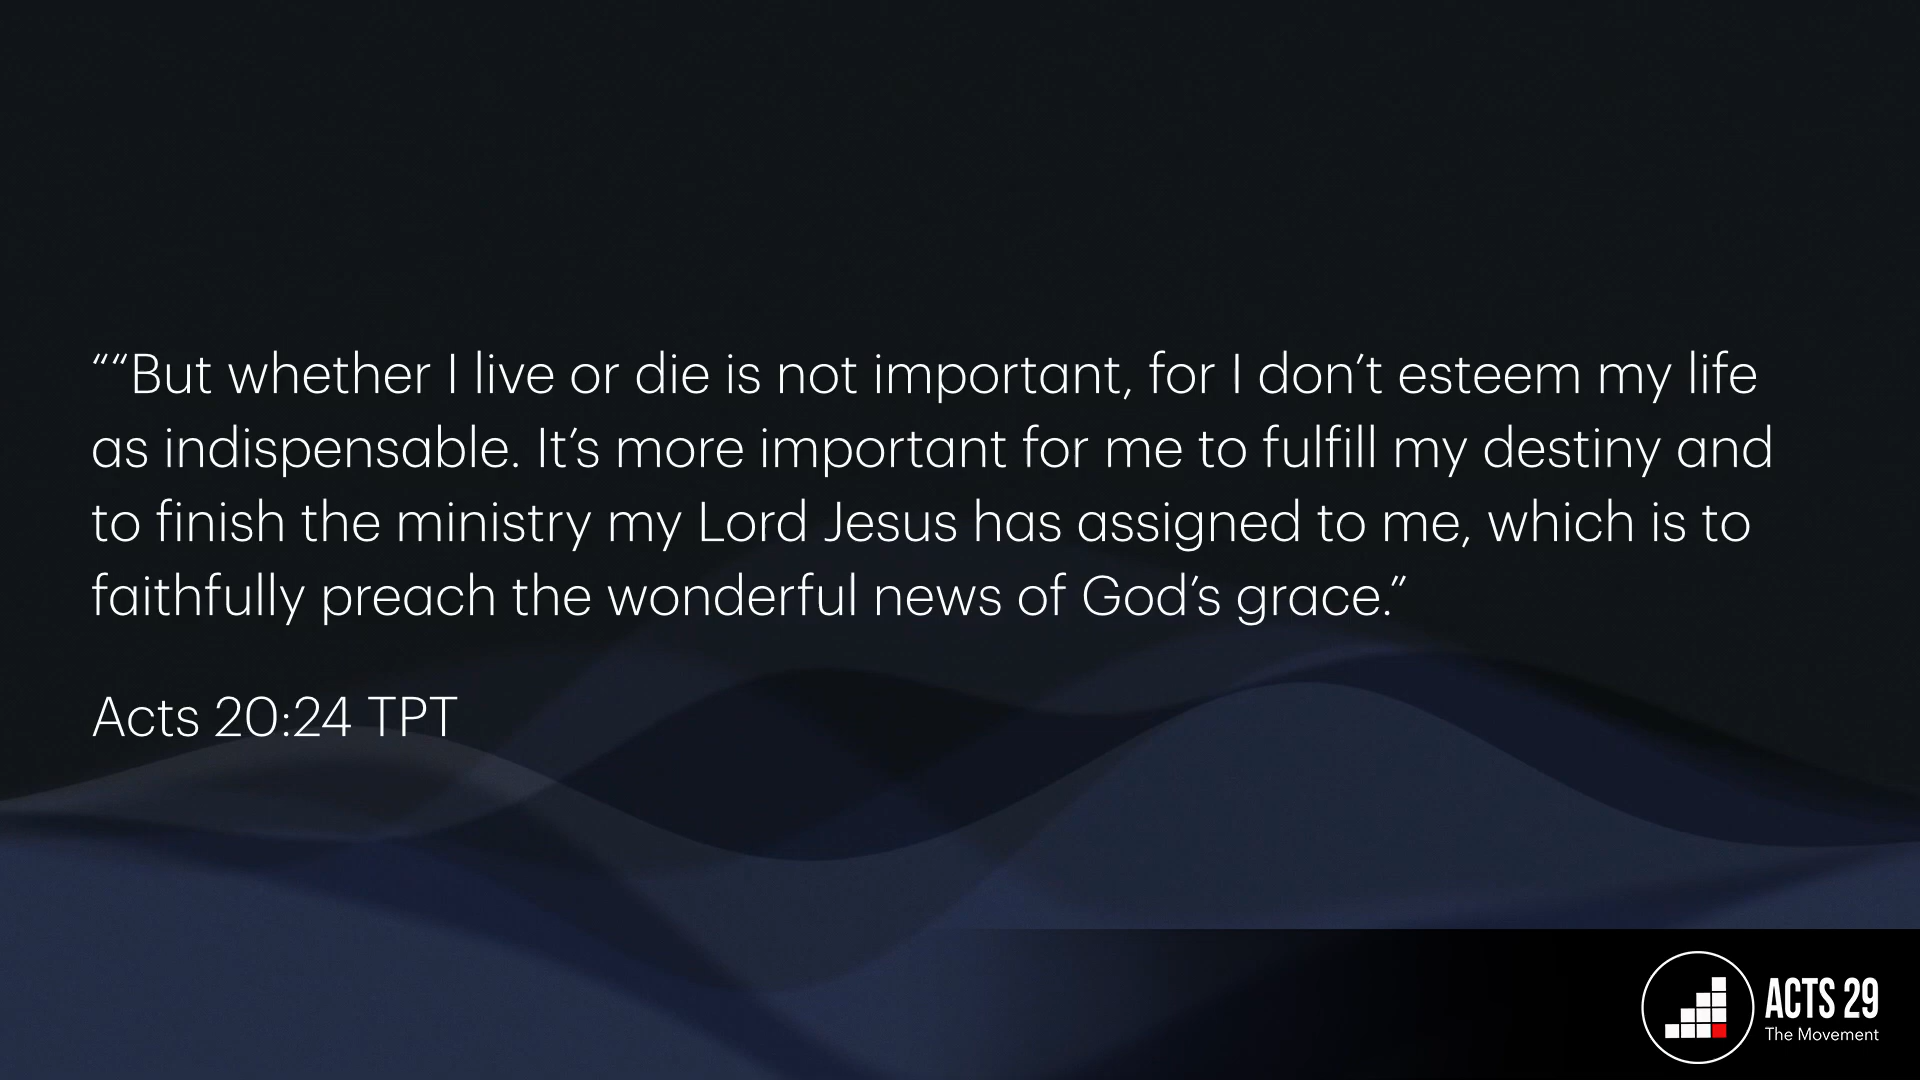 ““But whether I live or die is not important, for I don’t esteem my life
as indispensable. It’s more important for me to fulfill my destiny and
to finish the ministry my Lord Jesus has assigned to me, which is to
faithfully preach the wonderful news of God’s grace.”
Acts 20:24 TPT
ACTS 29
The Movement